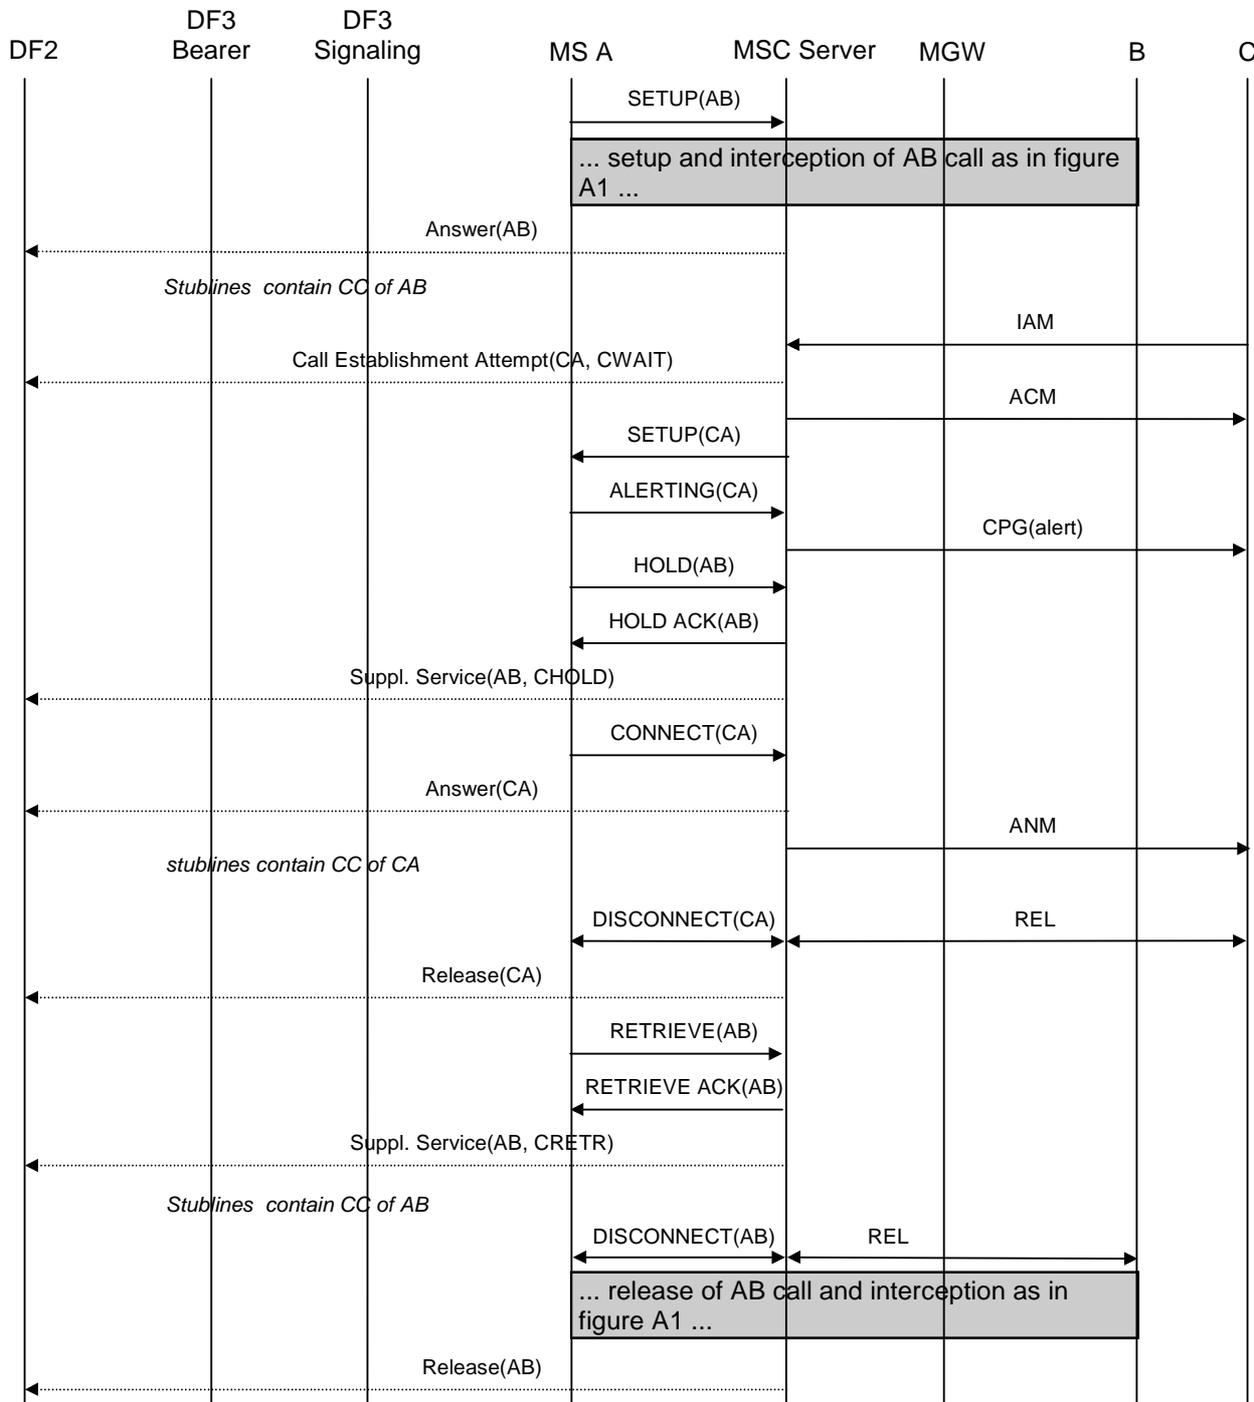 DF2
DF3
Bearer
DF3
Signaling
MS A
MSC Server
MGW
B
C
SETUP(AB)
... setup and interception of AB call as in figure
A1 ...
Answer(AB)
Stublines contain CC of AB
IAM
Call Establishment Attempt(CA, CWAIT)
ACM
SETUP(CA)
ALERTING(CA)
CPG(alert)
HOLD(AB)
HOLD ACK(AB)
Suppl. Service(AB, CHOLD)
CONNECT(CA)
Answer(CA)
ANM
stublines contain CC of CA
DISCONNECT(CA)
REL
Release(CA)
RETRIEVE(AB)
RETRIEVE ACK(AB)
Suppl. Service(AB, CRETR)
Stublines contain CC of AB
DISCONNECT(AB)
REL
... release of AB call and interception as in
figure A1 ...
Release(AB)